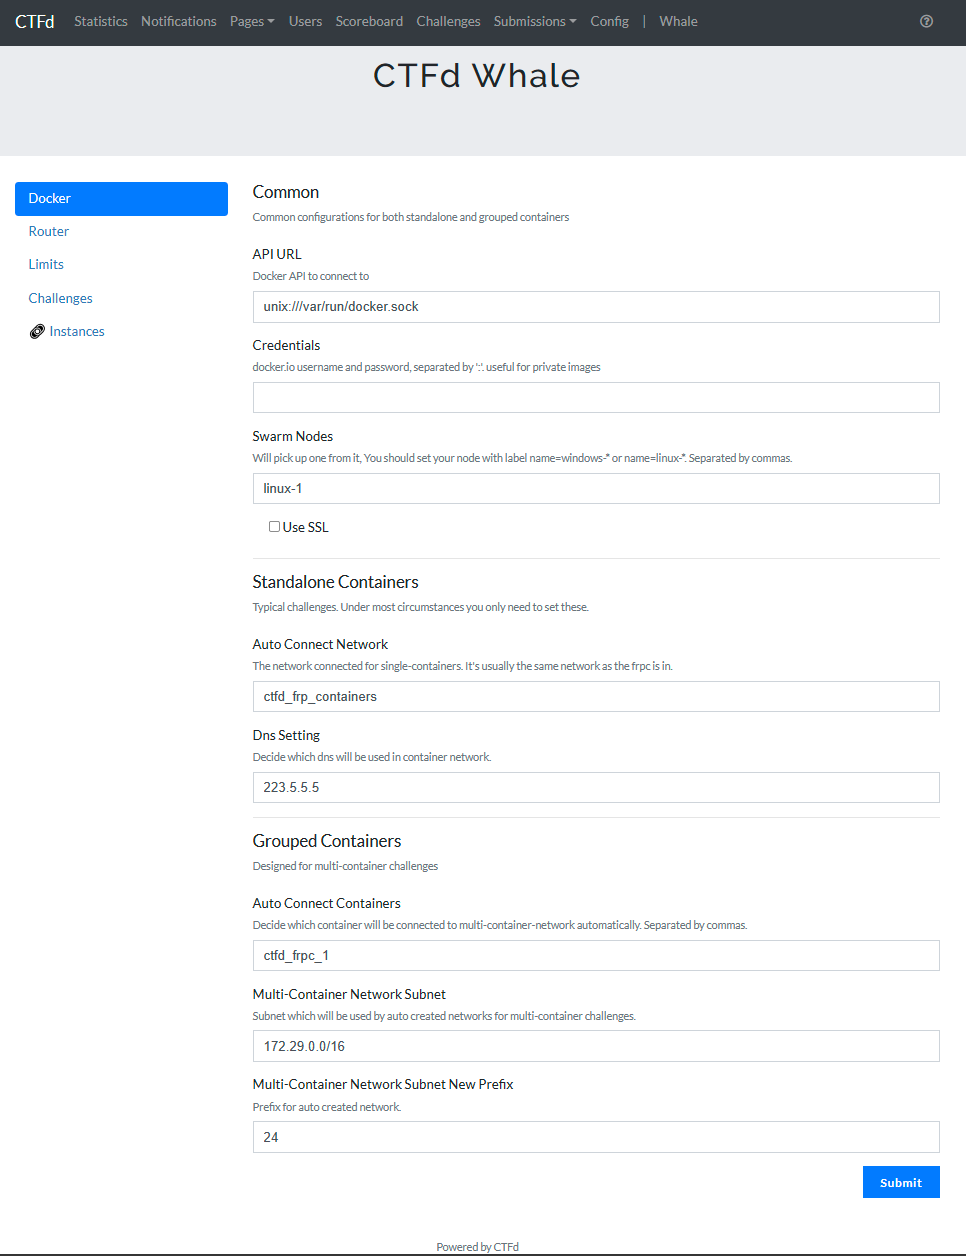 CTFd Statistics Notifications Pages Users Scoreboard Challenges Submissions Config | Whale
CTFd Whale
Docker
Router
Limits
Challenges
Instances
Common
Common configurations for both standalone and grouped containers
API URL
Docker API to connect to
unix:///var/run/docker.sock
Credentials
docker.io username and password, separated by ':'. useful for private images
Swarm Nodes
Will pick up one from it, You should set your node with label name=windows-* or name=linux-*. Separated by commas.
linux-1
Use SSL
Standalone Containers
Typical challenges. Under most circumstances you only need to set these.
Auto Connect Network
The network connected for single-containers. It's usually the same network as the frpc is in.
ctfd_frp_containers
Dns Setting
Decide which dns will be used in container network.
223.5.5.5
Grouped Containers
Designed for multi-container challenges
Auto Connect Containers
Decide which container will be connected to multi-container-network automatically. Separated by commas.
ctfd_frpc_1
Multi-Container Network Subnet
Subnet which will be used by auto created networks for multi-container challenges.
172.29.0.0/16
Multi-Container Network Subnet New Prefix
Prefix for auto created network.
24
Submit
Powered by CTFd